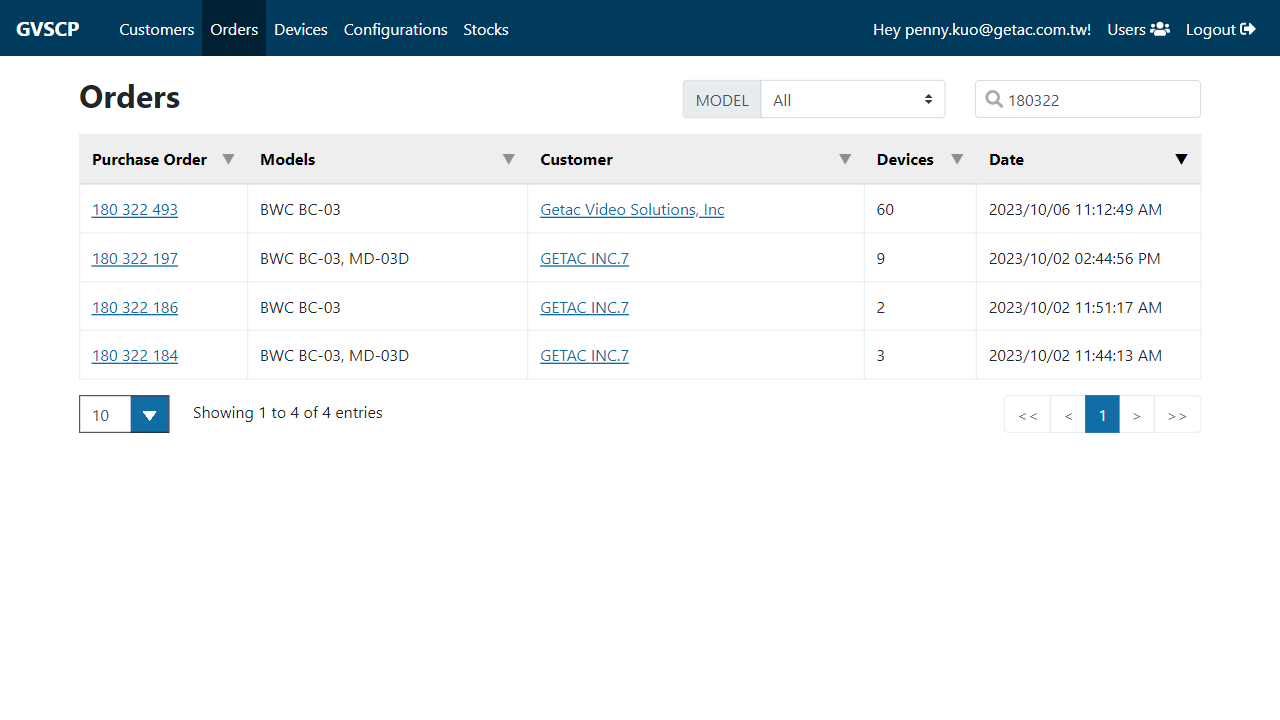 GVSCP Customers Orders Devices Configurations Stocks Hey penny.kuo@getac.com.tw! Users Logout
Orders MODEL All 180322
Purchase Order Models Customer Devices Date
180 322 493 BWC BC-03 Getac Video Solutions, Inc 60 2023/10/06 11:12:49 AM
180 322 197 BWC BC-03, MD-03D GETAC INC.7 9 2023/10/02 02:44:56 PM
180 322 186 BWC BC-03 GETAC INC.7 2 2023/10/02 11:51:17 AM
180 322 184 BWC BC-03, MD-03D GETAC INC.7 3 2023/10/02 11:44:13 AM
10 Showing 1 to 4 of 4 entries << < 1 > >>